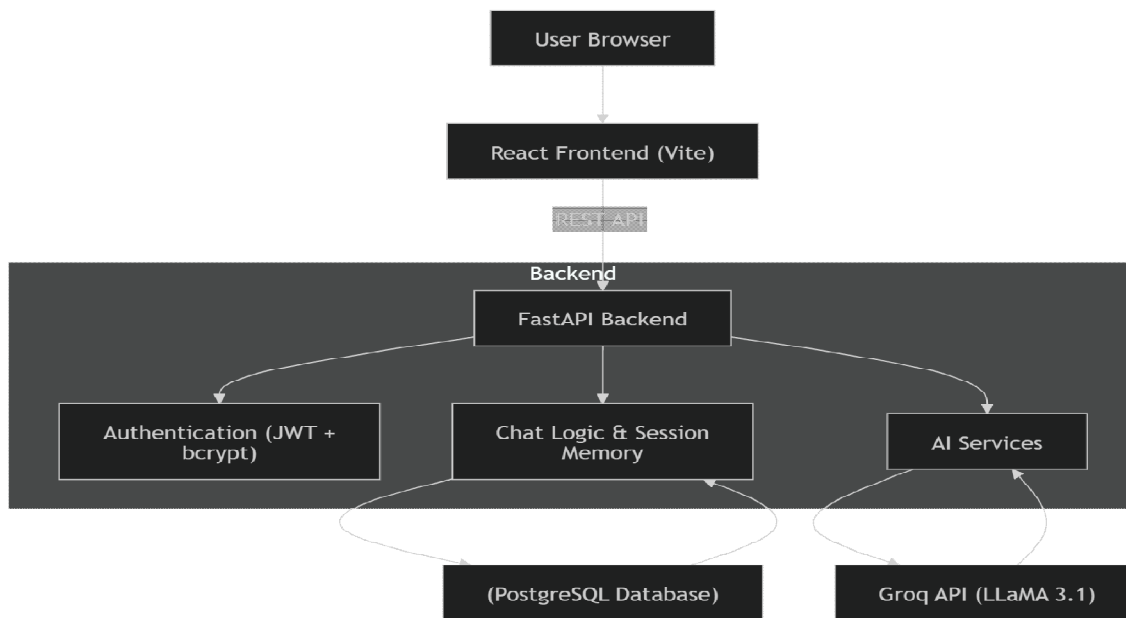 User Browser
React Frontend (Vite)
REST API
Backend
FastAPI Backend
Authentication (JWT +
bcrypt)
Chat Logic & Session
Memory
AI Services
(PostgreSQL Database)
Groq API (LLaMA 3.1)